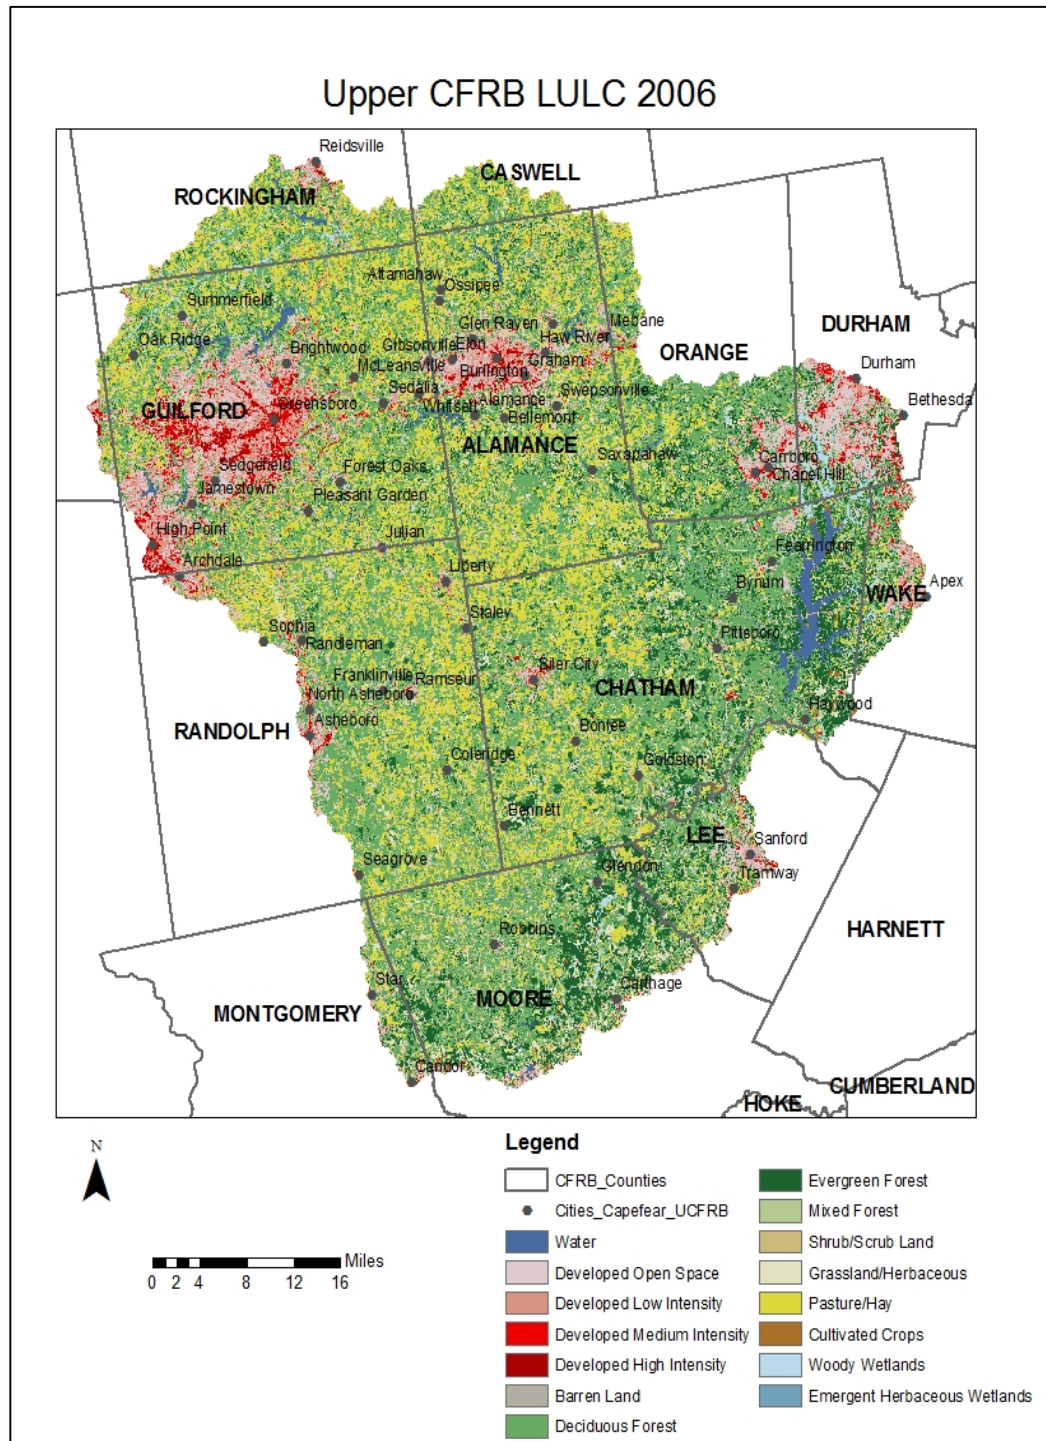 Upper CFRB LULC 2006
Reidsville
CASWELL
ROCKINGHAM
Altamahaw
Ossipee
Summerfield
Glen Raven
Mebane
DURHAM
Oak Ridge
Brightwood
Gibsonville
Elon
Haw River
ORANGE
McLeansville
Graham
Durham
Burlington
Sedalia
Swepsonville
GUILFORD
Greensboro
Whitsett
Alamance
Bellemont
Bethesda
ALAMANCE
Saxapahaw
Carrboro
Chapel Hill
Sedgefield
Forest Oaks
Jamestown
Pleasant Garden
High Point
Julian
Fearrington
Archdale
Liberty
Bynum
WAKE
Apex
Staley
Sophia
Randleman
Pittsboro
Siler City
Franklinville
Ramseur
CHATHAM
North Asheboro
Haywood
RANDOLPH
Asheboro
Bonlee
Coleridge
Goldston
Bennett
LEE
Sanford
Seagrove
Glendon
Tramway
HARNETT
Robbins
Star
Carthage
MOORE
MONTGOMERY
Candor
CUMBERLAND
HOKE
N
Miles
0 2 4 8 12 16
Legend
CFRB_Counties
Cities_Capefear_UCFRB
Water
Developed Open Space
Developed Low Intensity
Developed Medium Intensity
Developed High Intensity
Barren Land
Deciduous Forest
Evergreen Forest
Mixed Forest
Shrub/Scrub Land
Grassland/Herbaceous
Pasture/Hay
Cultivated Crops
Woody Wetlands
Emergent Herbaceous Wetlands